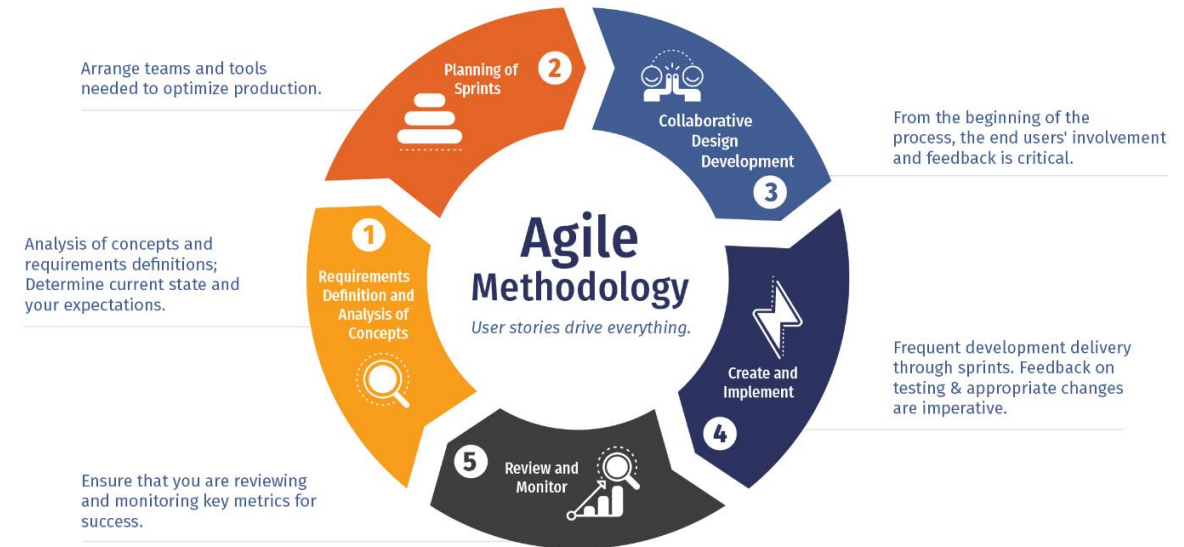 Agile
Methodology
User stories drive everything.
1
Requirements
Definition and
Analysis of
Concepts
Analysis of concepts and
requirements definitions;
Determine current state and
your expectations.
2
Planning of
Sprints
Arrange teams and tools
needed to optimize production.
3
Collaborative
Design
Development
From the beginning of the
process, the end users' involvement
and feedback is critical.
4
Create and
Implement
Frequent development delivery
through sprints. Feedback on
testing & appropriate changes
are imperative.
5
Review and
Monitor
Ensure that you are reviewing
and monitoring key metrics for
success.